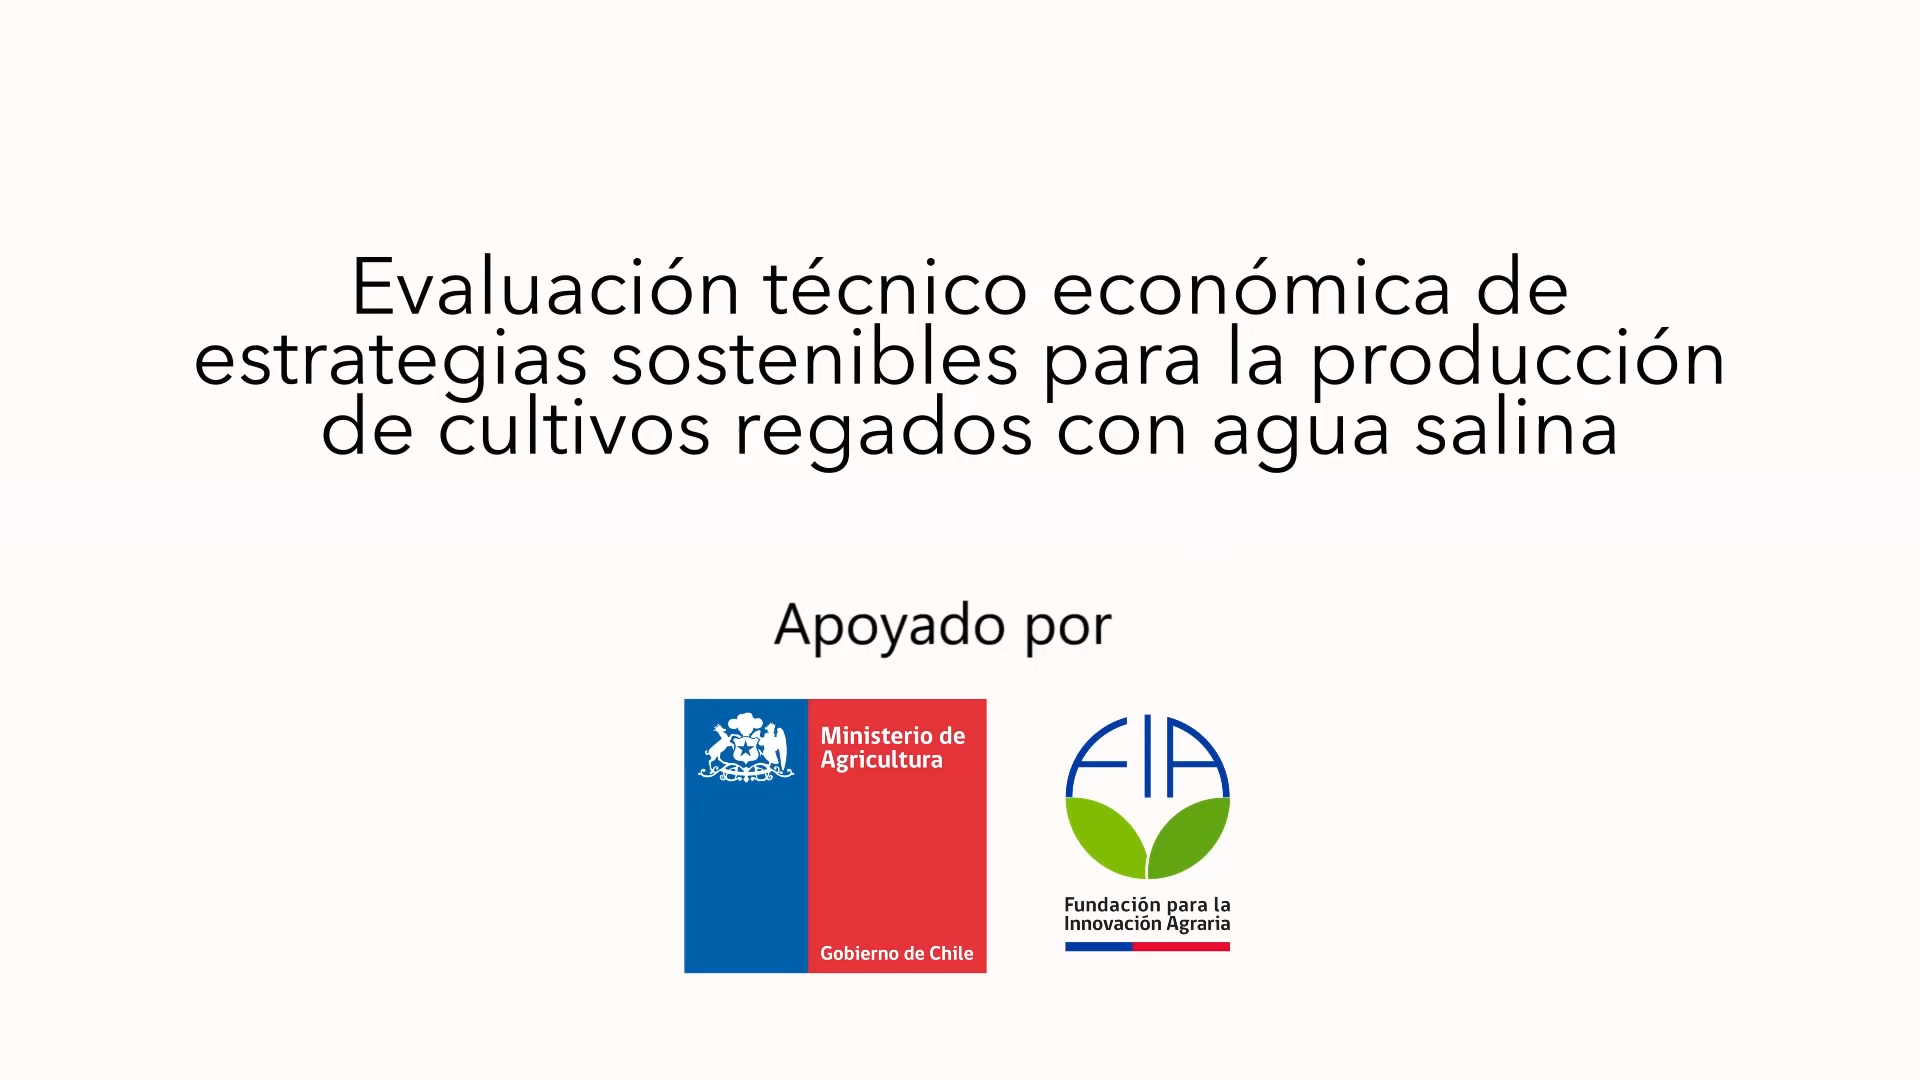 Evaluación técnico económica de
estrategias sostenibles para la producción
de cultivos regados con agua salina
Apoyado por
Ministerio de
Agricultura
Gobierno de Chile
FIA
Fundación para la
Innovación Agraria